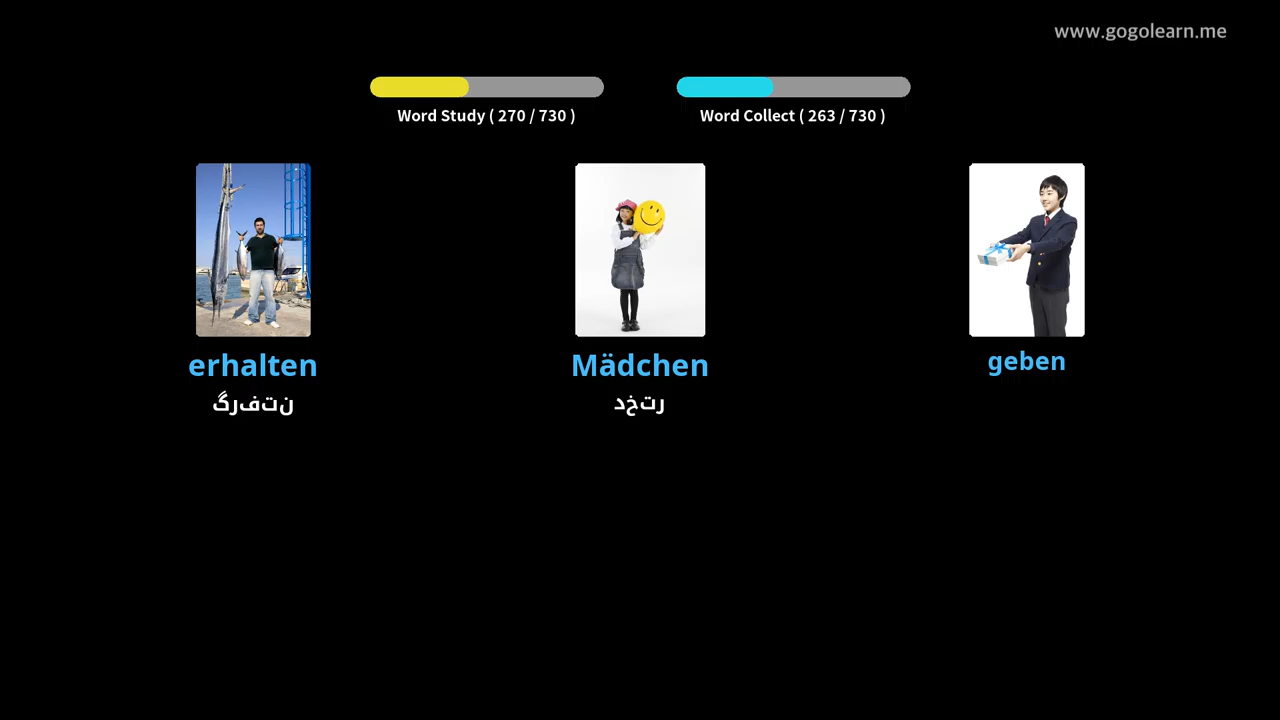 www.gogolearn.me
Word Study ( 270 / 730 )
Word Collect ( 263 / 730 )
erhalten
گرفتن
Mädchen
دختر
geben